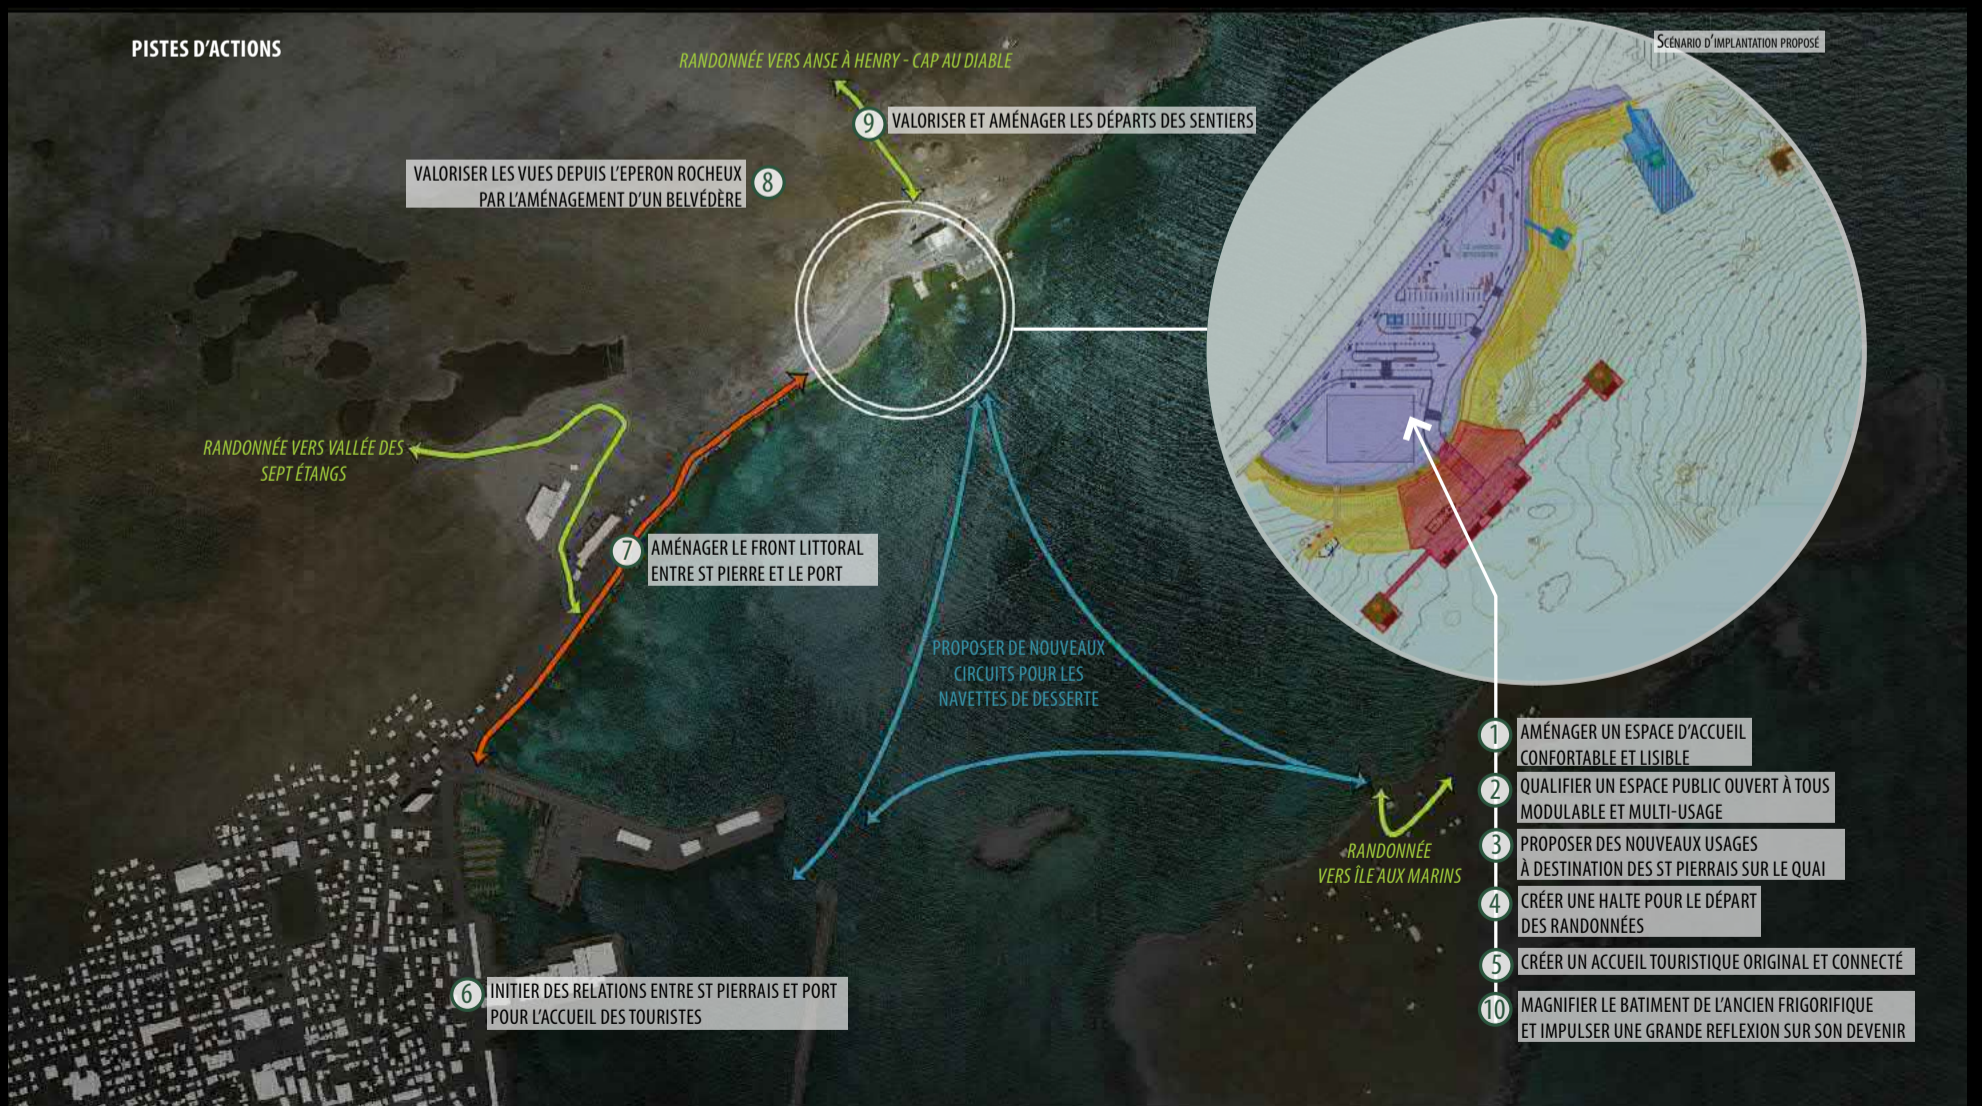 PISTES D'ACTIONS
RANDONNÉE VERS ANSE À HENRY - CAP AU DIABLE
SCÉNARIO D'IMPLANTATION PROPOSÉ
9 VALORISER ET AMÉNAGER LES DÉPARTS DES SENTIERS
VALORISER LES VUES DEPUIS L'EPERON ROCHEUX
PAR L'AMÉNAGEMENT D'UN BELVÉDÈRE
8
RANDONNÉE VERS VALLÉE DES
SEPT ÉTANGS
7
AMÉNAGER LE FRONT LITTORAL
ENTRE ST PIERRE ET LE PORT
PROPOSER DE NOUVEAUX
CIRCUITS POUR LES
NAVETTES DE DESSERTE
RANDONNÉE
VERS ÎLE AUX MARINS
1
AMÉNAGER UN ESPACE D'ACCUEIL
CONFORTABLE ET LISIBLE
2
QUALIFIER UN ESPACE PUBLIC OUVERT À TOUS
MODULABLE ET MULTI-USAGE
3
PROPOSER DES NOUVEAUX USAGES
À DESTINATION DES ST PIERRAIS SUR LE QUAI
4
CRÉER UNE HALTE POUR LE DÉPART
DES RANDONNÉES
5 CRÉER UN ACCUEIL TOURISTIQUE ORIGINAL ET CONNECTÉ
10
MAGNIFIER LE BATIMENT DE L'ANCIEN FRIGORIFIQUE
ET IMPULSER UNE GRANDE REFLEXION SUR SON DEVENIR
6
INITIER DES RELATIONS ENTRE ST PIERRAIS ET PORT
POUR L'ACCUEIL DES TOURISTES